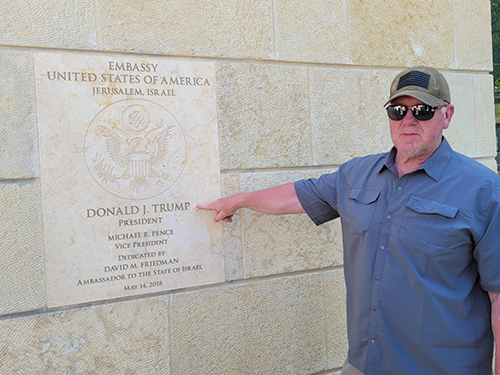 EMBASSY
UNITED STATES OF AMERICA
JERUSALEM, ISRAEL
DONALD J. TRUMP
PRESIDENT
MICHAEL R. PENCE
VICE PRESIDENT
DEDICATED BY
DAVID M. FRIEDMAN
AMBASSADOR TO THE STATE OF ISRAEL
MAY 14, 2018